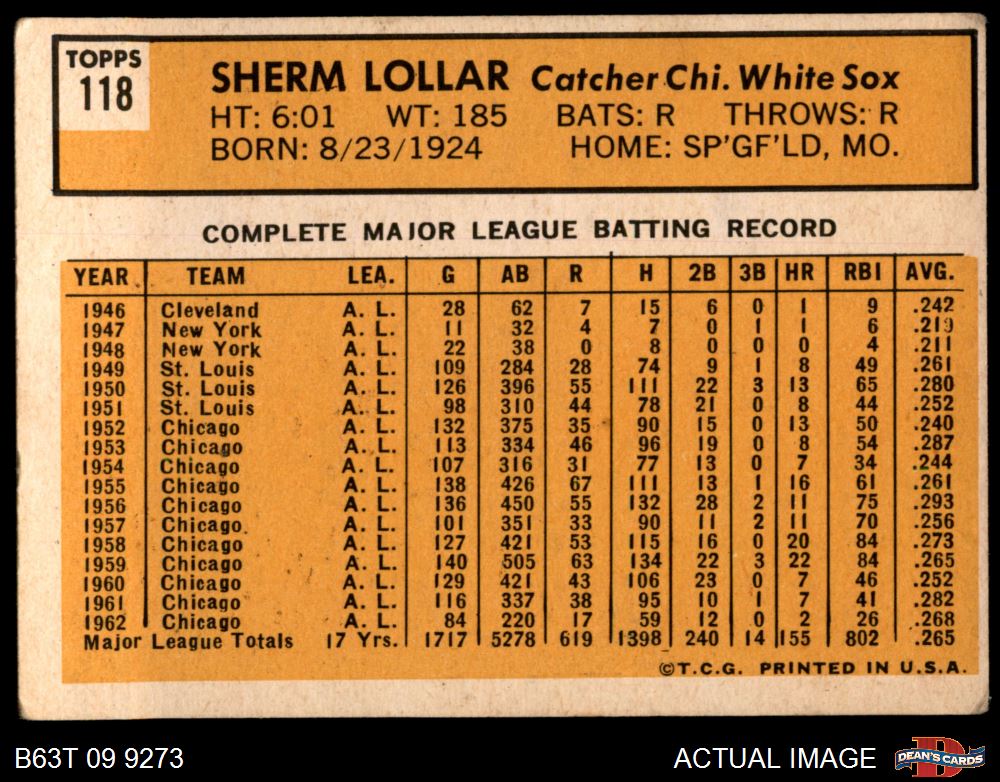 TOPPS
118
SHERM LOLLAR Catcher Chi. White Sox
HT: 6:01 WT: 185 BATS: R THROWS: R
BORN: 8/23/1924 HOME: SP'GF'LD, MO.
COMPLETE MAJOR LEAGUE BATTING RECORD
YEAR TEAM LEA. G AB R H 2B 3B HR RBI AVG.
1946 Cleveland A. L. 28 62 7 15 6 0 1 9 .242
1947 New York A. L. 11 32 4 7 0 1 1 6 .219
1948 New York A. L. 22 38 0 8 0 0 0 4 .211
1949 St. Louis A. L. 109 284 28 74 9 1 8 49 .261
1950 St. Louis A. L. 126 396 55 111 22 3 13 65 .280
1951 St. Louis A. L. 98 310 44 78 21 0 8 44 .252
1952 Chicago A. L. 132 375 35 90 15 0 13 50 .240
1953 Chicago A. L. 113 334 46 96 19 0 8 54 .287
1954 Chicago A. L. 107 316 31 77 13 0 7 34 .244
1955 Chicago A. L. 138 426 67 111 13 1 16 61 .261
1956 Chicago A. L. 136 450 55 132 28 2 11 75 .293
1957 Chicago A. L. 101 351 33 90 11 2 11 70 .256
1958 Chicago A. L. 127 421 53 115 16 0 20 84 .273
1959 Chicago A. L. 140 505 63 134 22 3 22 84 .265
1960 Chicago A. L. 129 421 43 106 23 0 7 46 .252
1961 Chicago A. L. 116 337 38 95 10 1 7 41 .282
1962 Chicago A. L. 84 220 17 59 12 0 2 26 .268
Major League Totals 17 Yrs. 1717 5278 619 1398 240 14 155 802 .265
©T.C.G. PRINTED IN U.S.A.
B63T 09 9273 ACTUAL IMAGE
D
DEAN'S CARDS